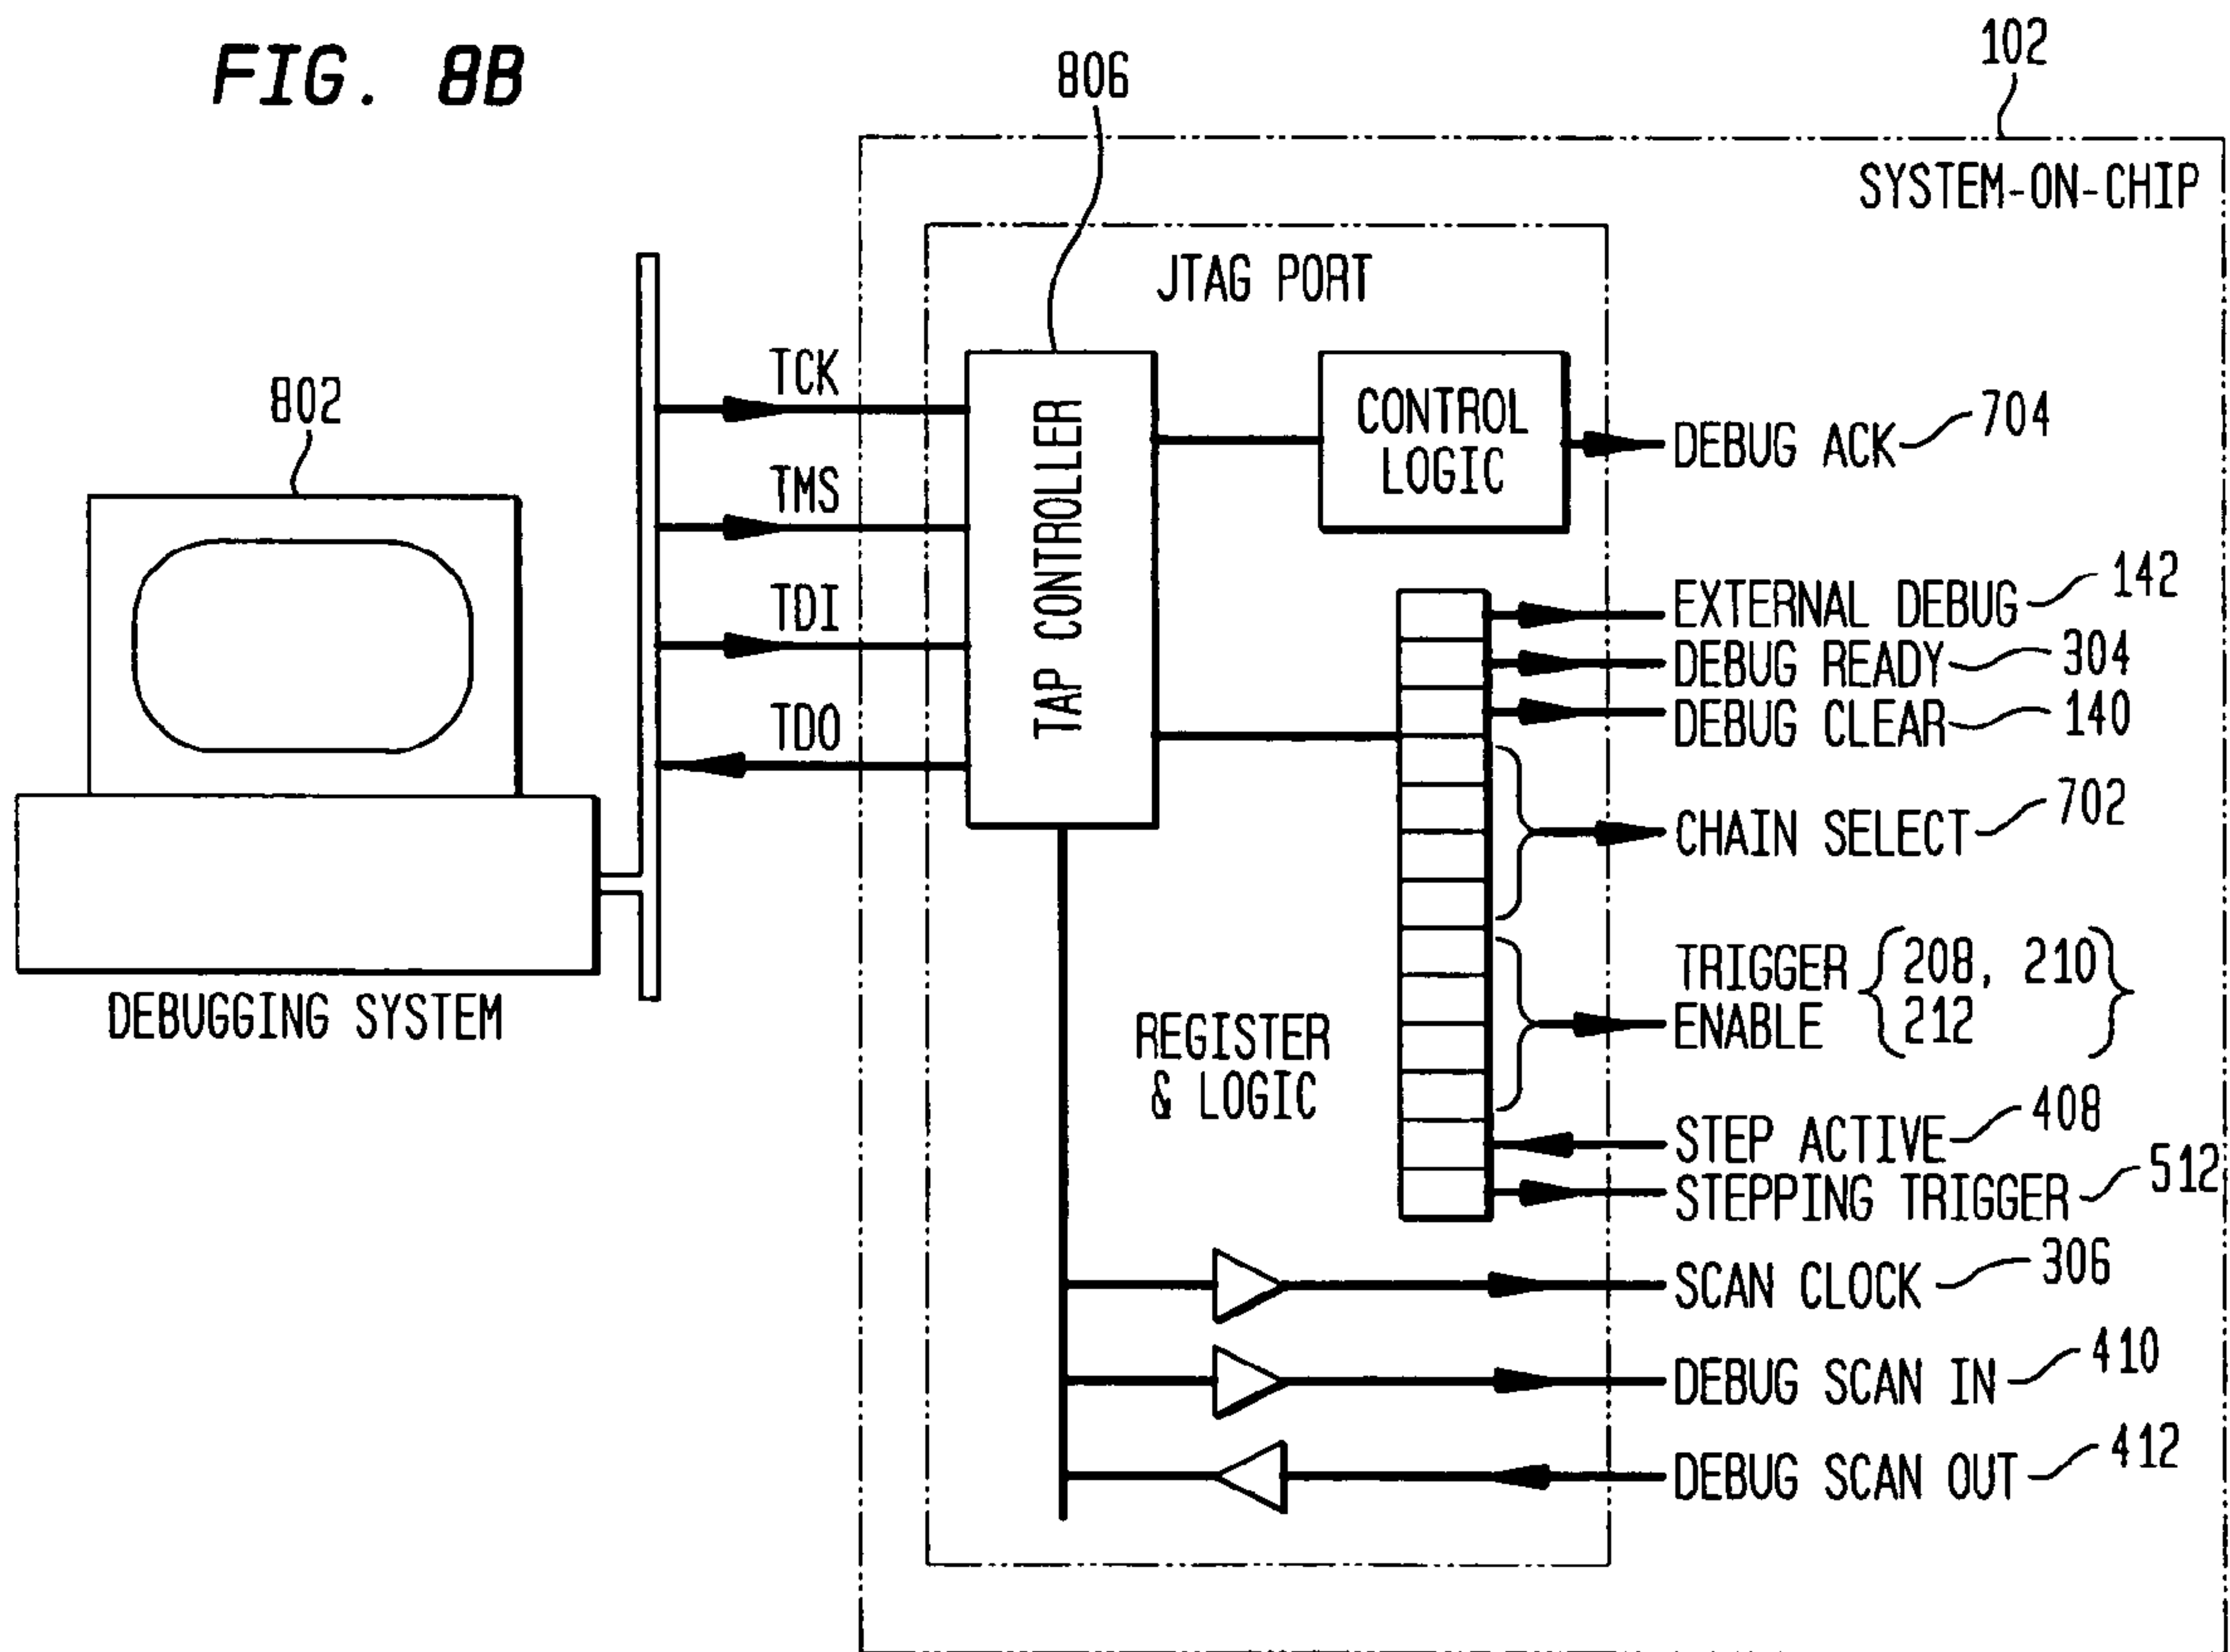 FIG. 8B
806
102
SYSTEM-ON-CHIP
JTAG PORT
802
TCK
TMS
TDI
TDO
TAP CONTROLLER
CONTROL
LOGIC
DEBUG ACK 704
EXTERNAL DEBUG 142
DEBUG READY 304
DEBUG CLEAR 140
CHAIN SELECT 702
TRIGGER { 208, 210 }
ENABLE 212
DEBUGGING SYSTEM
REGISTER
& LOGIC
STEP ACTIVE 408
STEPPING TRIGGER 512
SCAN CLOCK 306
DEBUG SCAN IN 410
DEBUG SCAN OUT 412